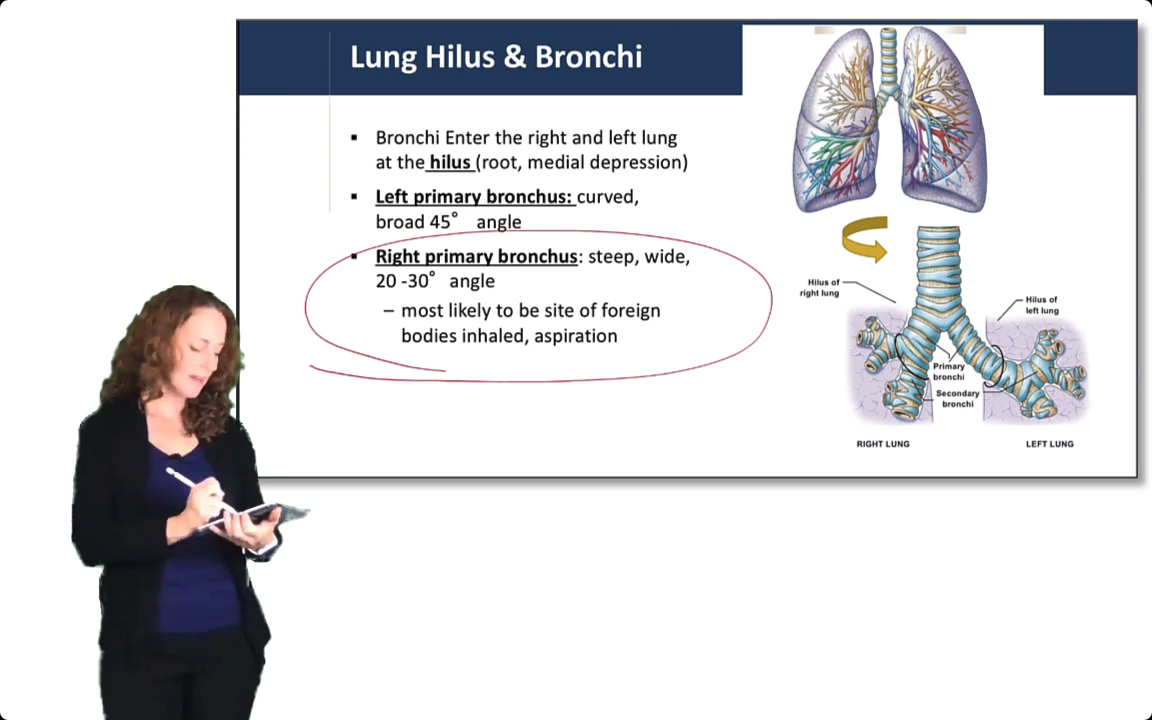 Lung Hilus & Bronchi
▪ Bronchi Enter the right and left lung
at the hilus (root, medial depression)
▪ Left primary bronchus: curved,
broad 45° angle
▪ Right primary bronchus: steep, wide,
20 -30° angle
– most likely to be site of foreign
bodies inhaled, aspiration
Hilus of
right lung
Hilus of
left lung
Primary
bronchi
Secondary
bronchi
RIGHT LUNG
LEFT LUNG